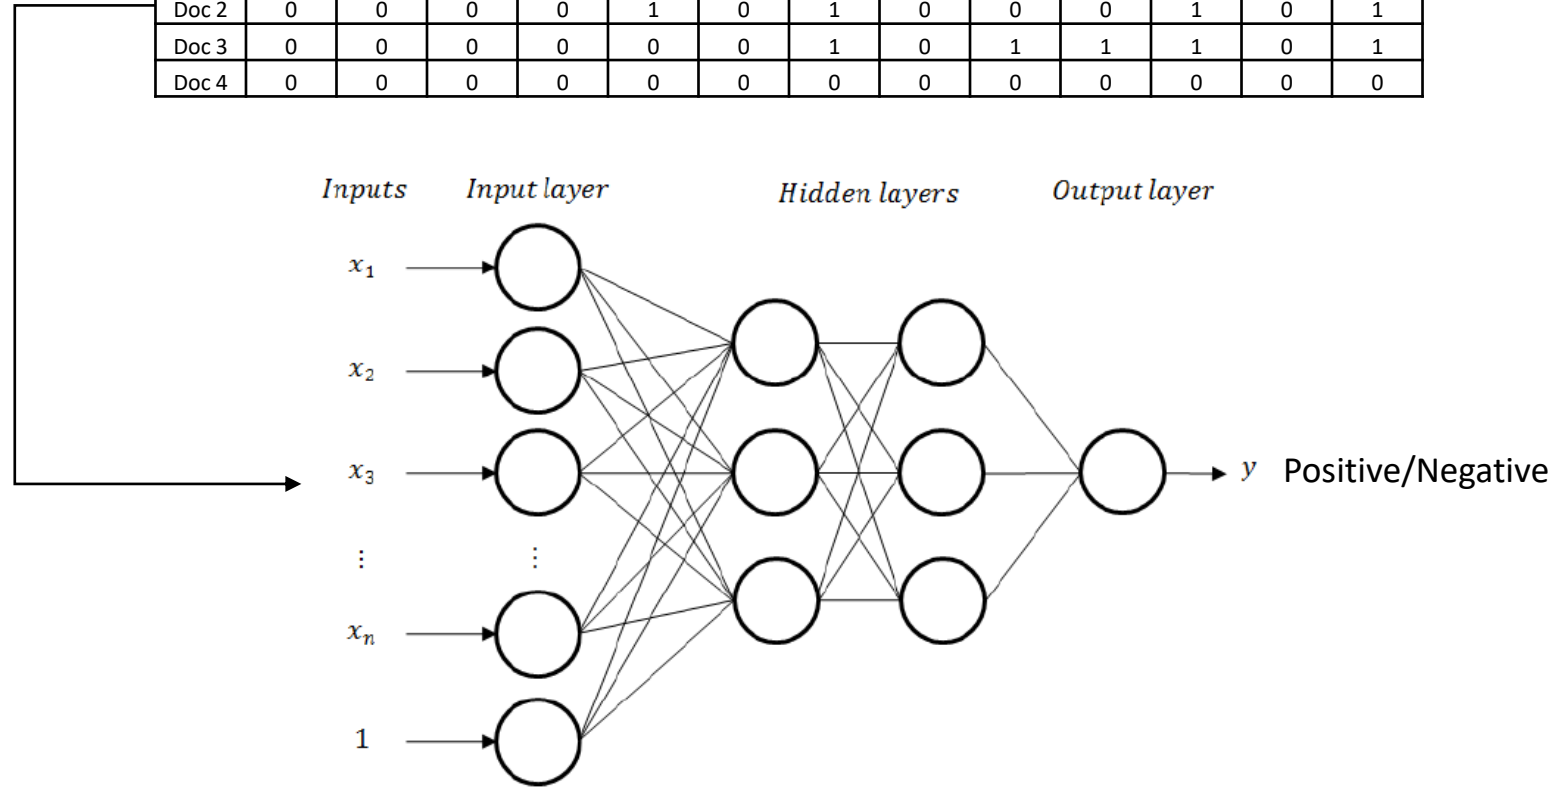 Doc 2 0 0 0 0 1 0 1 0 0 0 1 0 1
Doc 3 0 0 0 0 0 0 1 0 1 1 1 0 1
Doc 4 0 0 0 0 0 0 0 0 0 0 0 0 0
Inputs Input layer Hidden layers Output layer
x₁
x₂
x₃ y Positive/Negative
⋮ ⋮
xₙ
1